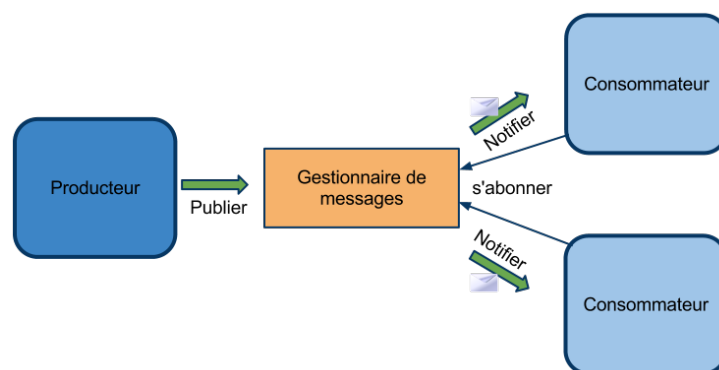 Consommateur
Notifier
Producteur
Gestionnaire de
messages
s'abonner
Publier
Notifier
Consommateur